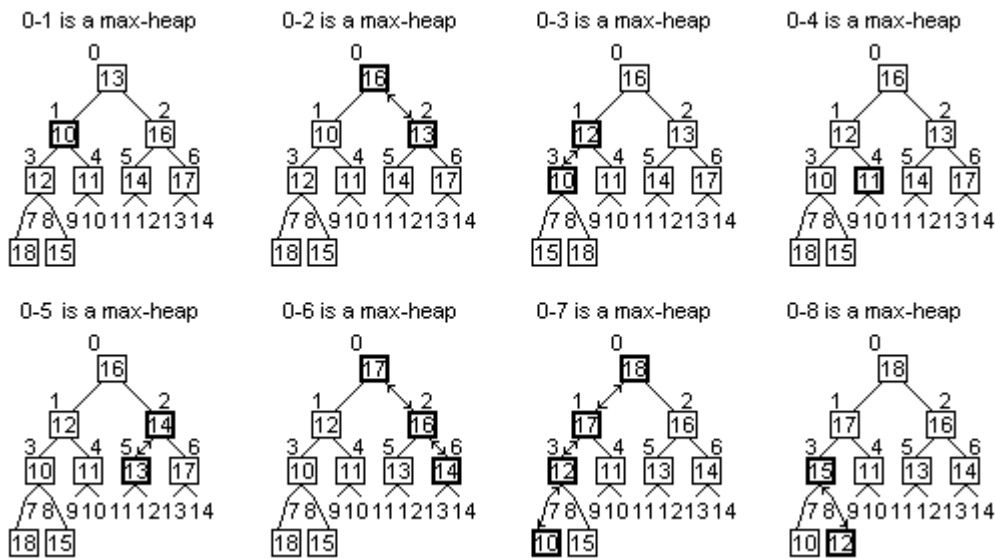 0-1 is a max-heap 0-2 is a max-heap 0-3 is a max-heap 0-4 is a max-heap
0 0 0 0
13 16 16 16
1 2 1 2 1 2 1 2
10 16 10 13 12 13 12 13
3 4 5 6 3 4 5 6 3 4 5 6 3 4 5 6
12 11 14 17 12 11 14 17 10 11 14 17 10 11 14 17
7 8 9 10 11 12 13 14 7 8 9 10 11 12 13 14 7 8 9 10 11 12 13 14 7 8 9 10 11 12 13 14
18 15 18 15 15 18 18 15
0-5 is a max-heap 0-6 is a max-heap 0-7 is a max-heap 0-8 is a max-heap
0 0 0 0
16 17 18 18
1 2 1 2 1 2 1 2
12 14 12 16 17 16 17 16
3 4 5 6 3 4 5 6 3 4 5 6 3 4 5 6
10 11 13 17 10 11 13 14 12 11 13 14 15 11 13 14
7 8 9 10 11 12 13 14 7 8 9 10 11 12 13 14 7 8 9 10 11 12 13 14 7 8 9 10 11 12 13 14
18 15 18 15 10 15 10 12